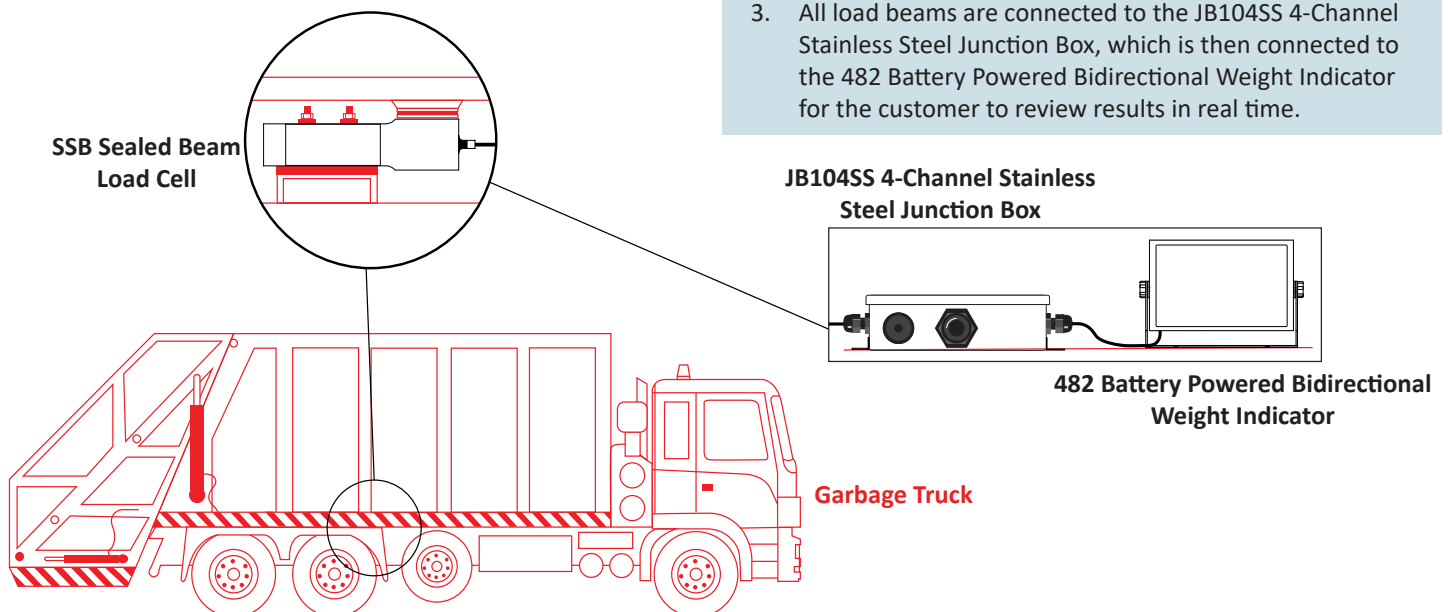 3. All load beams are connected to the JB104SS 4-Channel
Stainless Steel Junction Box, which is then connected to
the 482 Battery Powered Bidirectional Weight Indicator
for the customer to review results in real time.
SSB Sealed Beam
Load Cell
JB104SS 4-Channel Stainless
Steel Junction Box
482 Battery Powered Bidirectional
Weight Indicator
Garbage Truck